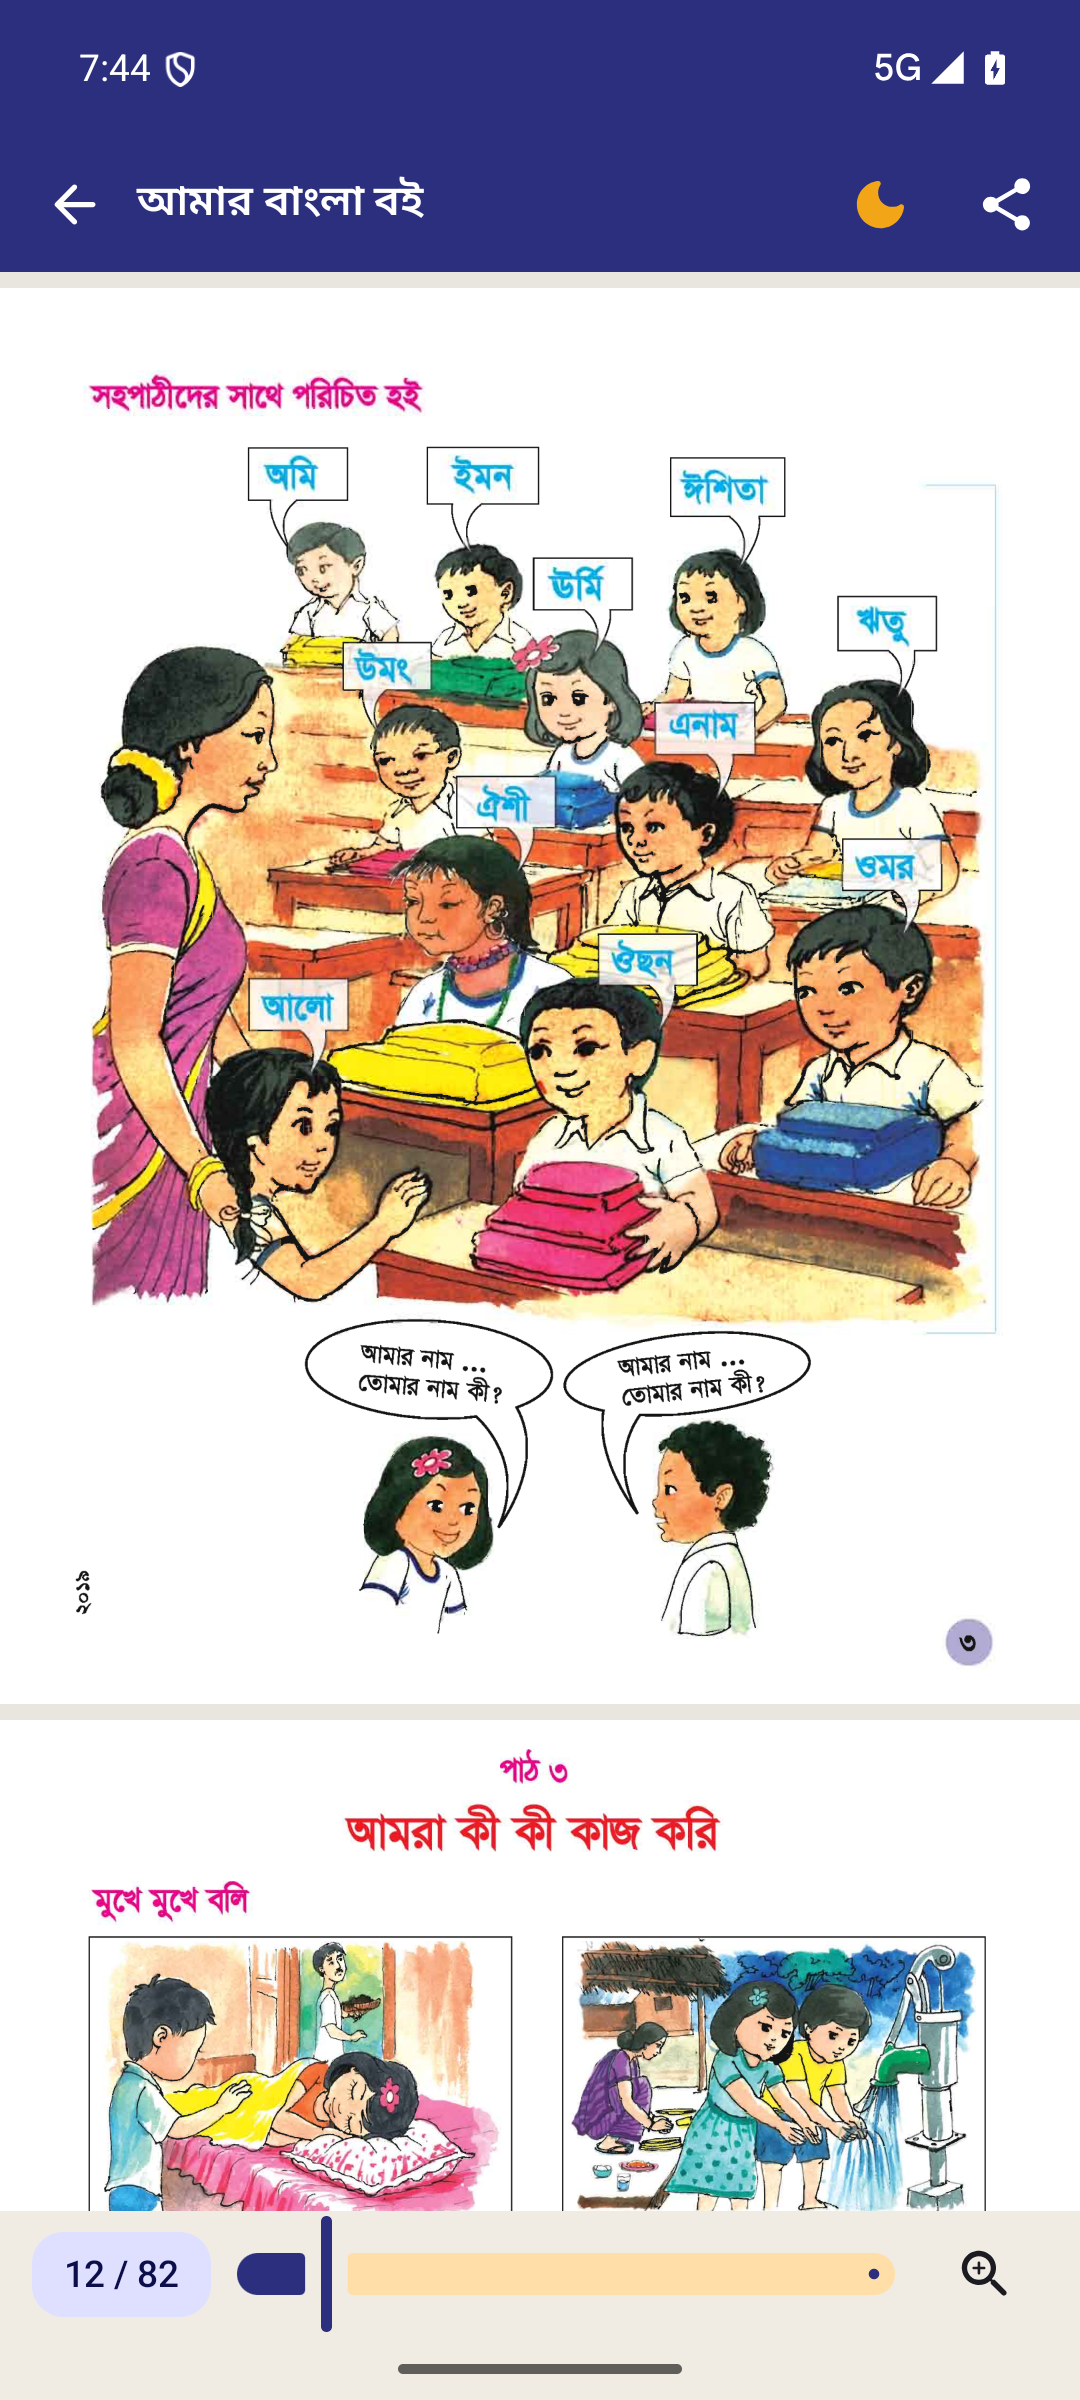 7:44
5G
আমার বাংলা বই
সহপাঠীদের সাথে পরিচিত হই
অমি
ইমন
ঈশিতা
ঊর্মি
ঋতু
উমং
এনাম
ঐশী
ওমর
ঔছন
আলো
আমার নাম ...
তোমার নাম কী?
আমার নাম ...
তোমার নাম কী?
২০১৯
৩
পাঠ ৩
আমরা কী কী কাজ করি
মুখে মুখে বলি
12 / 82